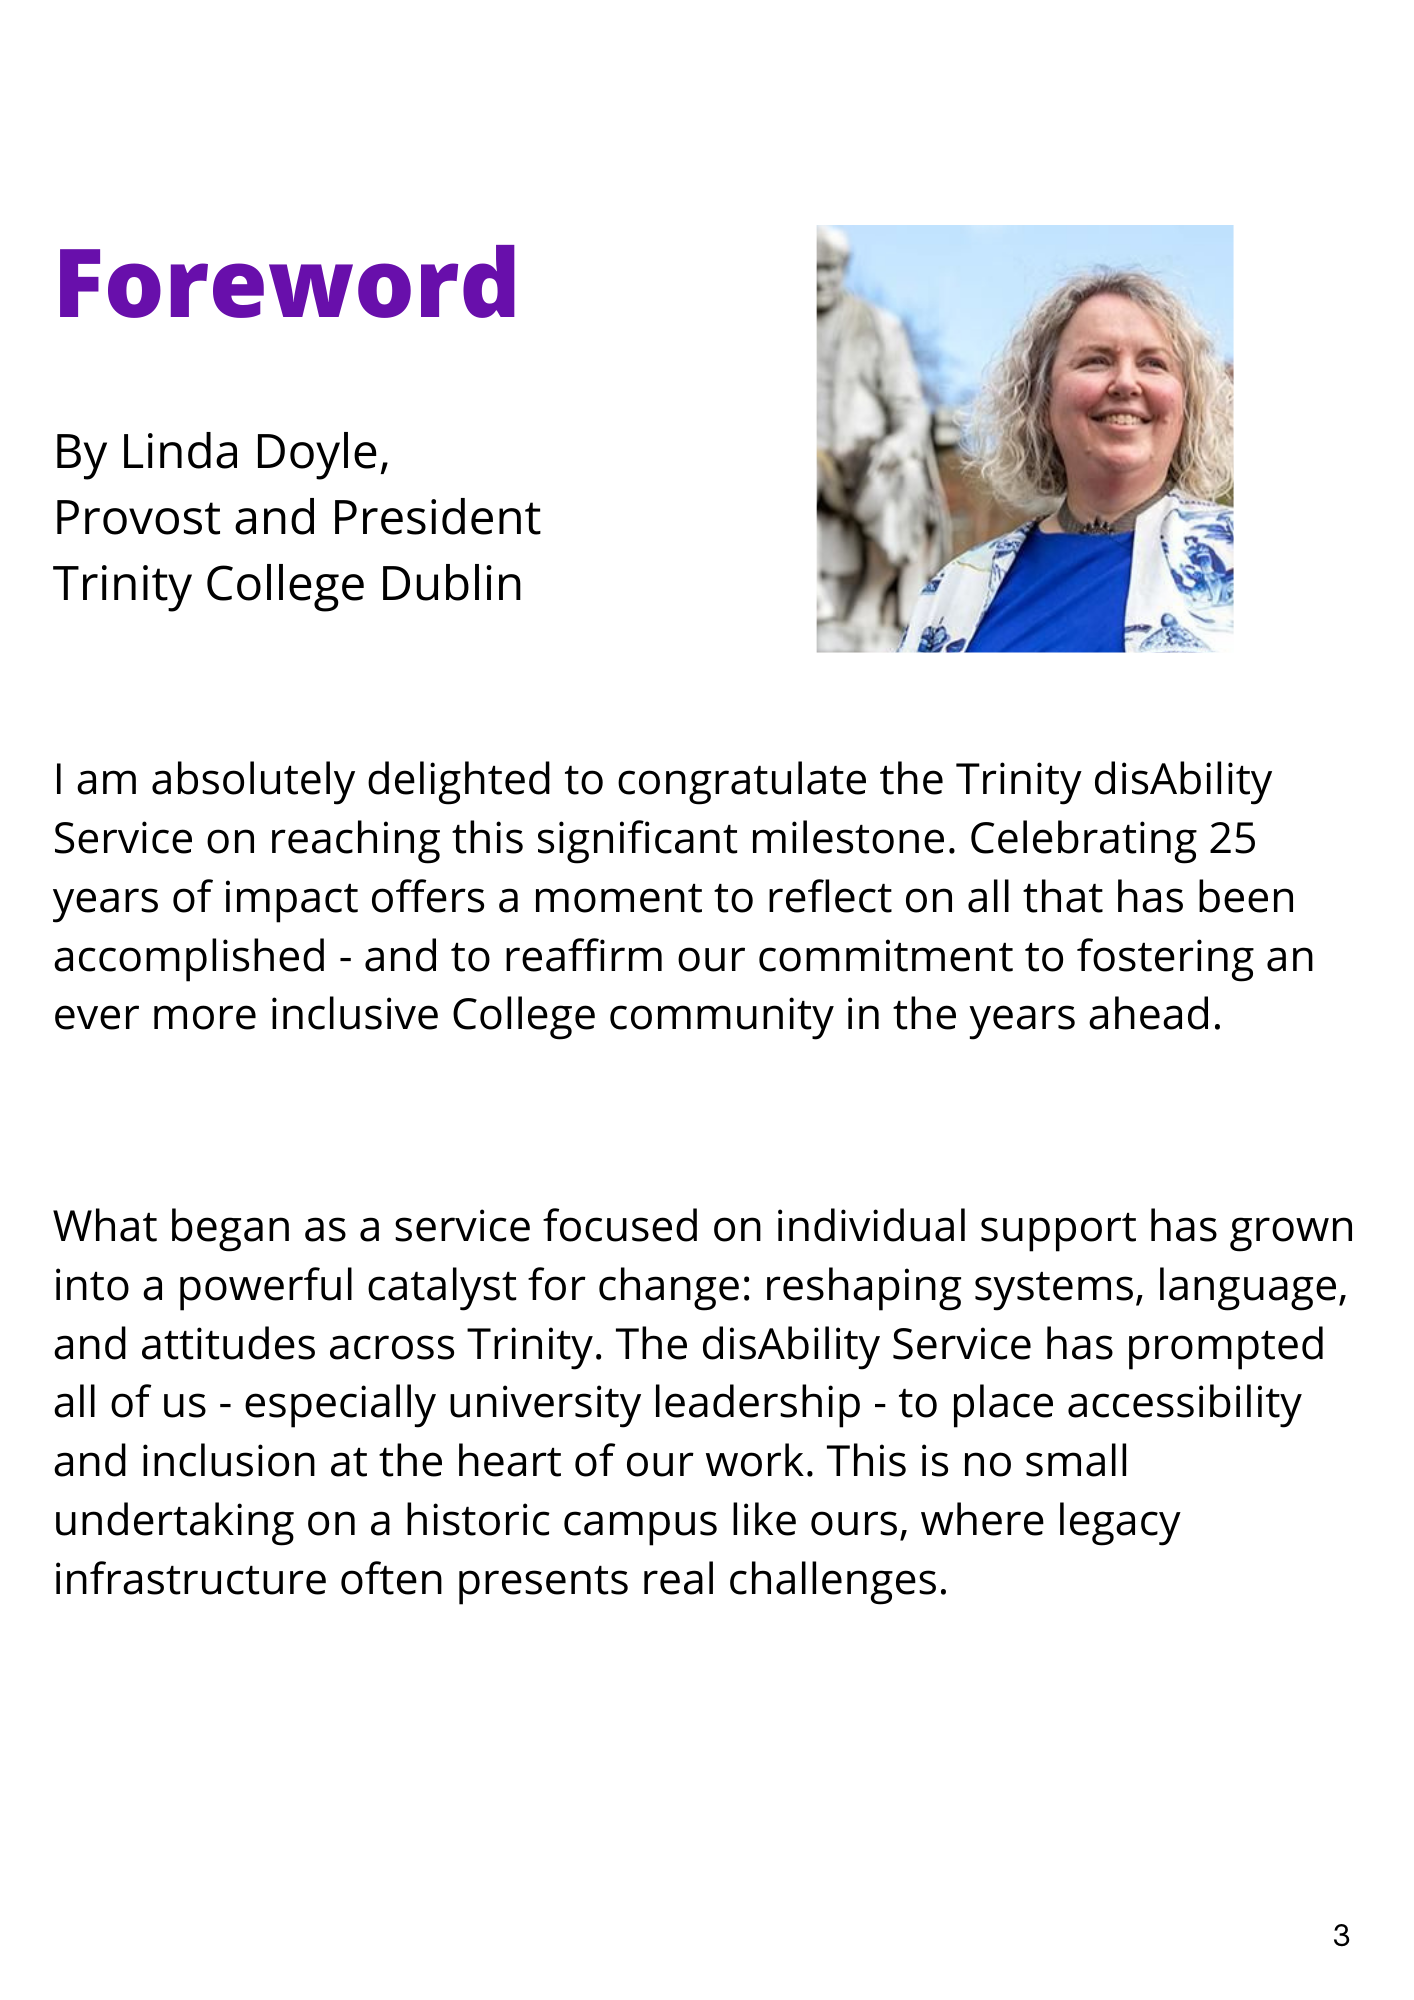 Foreword
By Linda Doyle,
Provost and President
Trinity College Dublin
I am absolutely delighted to congratulate the Trinity disAbility
Service on reaching this significant milestone. Celebrating 25
years of impact offers a moment to reflect on all that has been
accomplished - and to reaffirm our commitment to fostering an
ever more inclusive College community in the years ahead.
What began as a service focused on individual support has grown
into a powerful catalyst for change: reshaping systems, language,
and attitudes across Trinity. The disAbility Service has prompted
all of us - especially university leadership - to place accessibility
and inclusion at the heart of our work. This is no small
undertaking on a historic campus like ours, where legacy
infrastructure often presents real challenges.
3